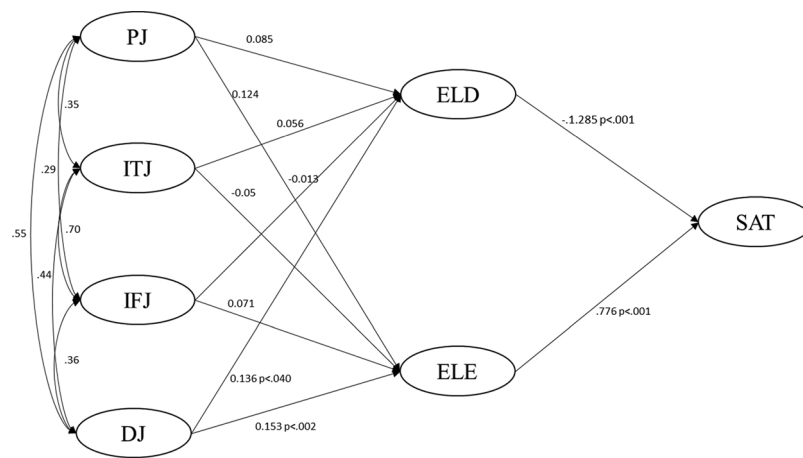 PJ
0.085
ELD
0.124
.35
0.056
-.1.285 p<.001
ITJ
.29
-0.013
-0.05
SAT
.70
.55
.44
IFJ
0.071
.776 p<.001
.36
ELE
0.136 p<.040
0.153 p<.002
DJ